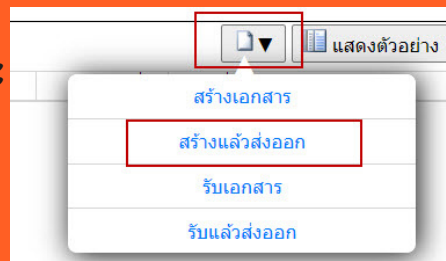 ▼ แสดงตัวอย่าง
สร้างเอกสาร
สร้างแล้วส่งออก
รับเอกสาร
รับแล้วส่งออก